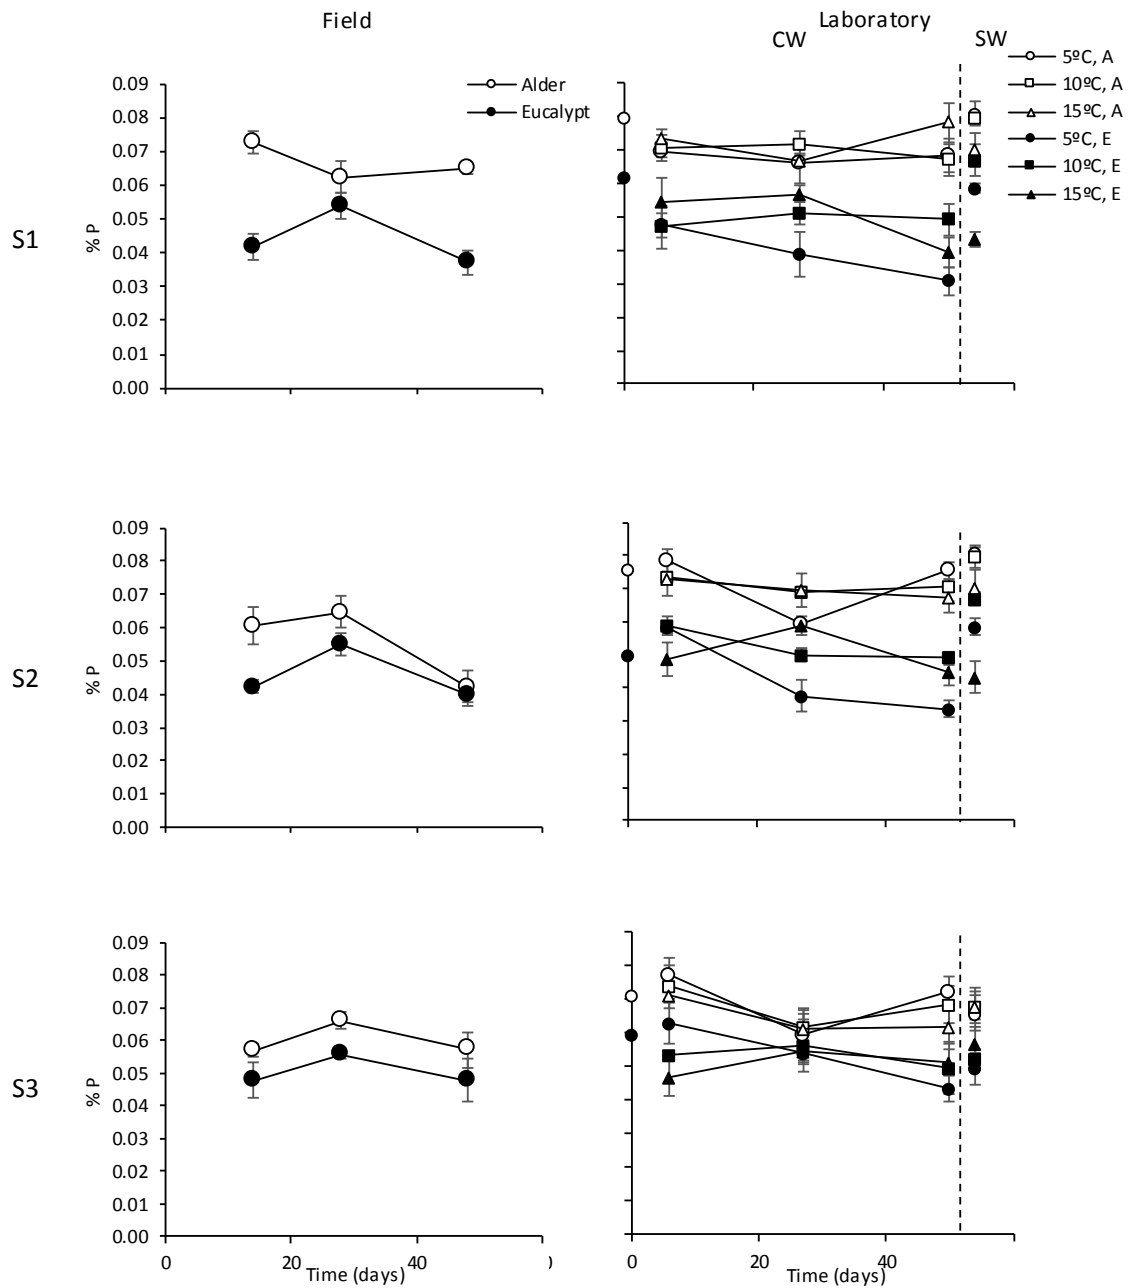 Field
Laboratory
CW
SW
Alder
Eucalypt
5ºC, A
10ºC, A
15ºC, A
5ºC, E
10ºC, E
15ºC, E
S1
% P
0.09
0.08
0.07
0.06
0.05
0.04
0.03
0.02
0.01
0.00
S2
% P
0.09
0.08
0.07
0.06
0.05
0.04
0.03
0.02
0.01
0.00
S3
% P
0.09
0.08
0.07
0.06
0.05
0.04
0.03
0.02
0.01
0.00
0 20 40
Time (days)
0 20 40
Time (days)